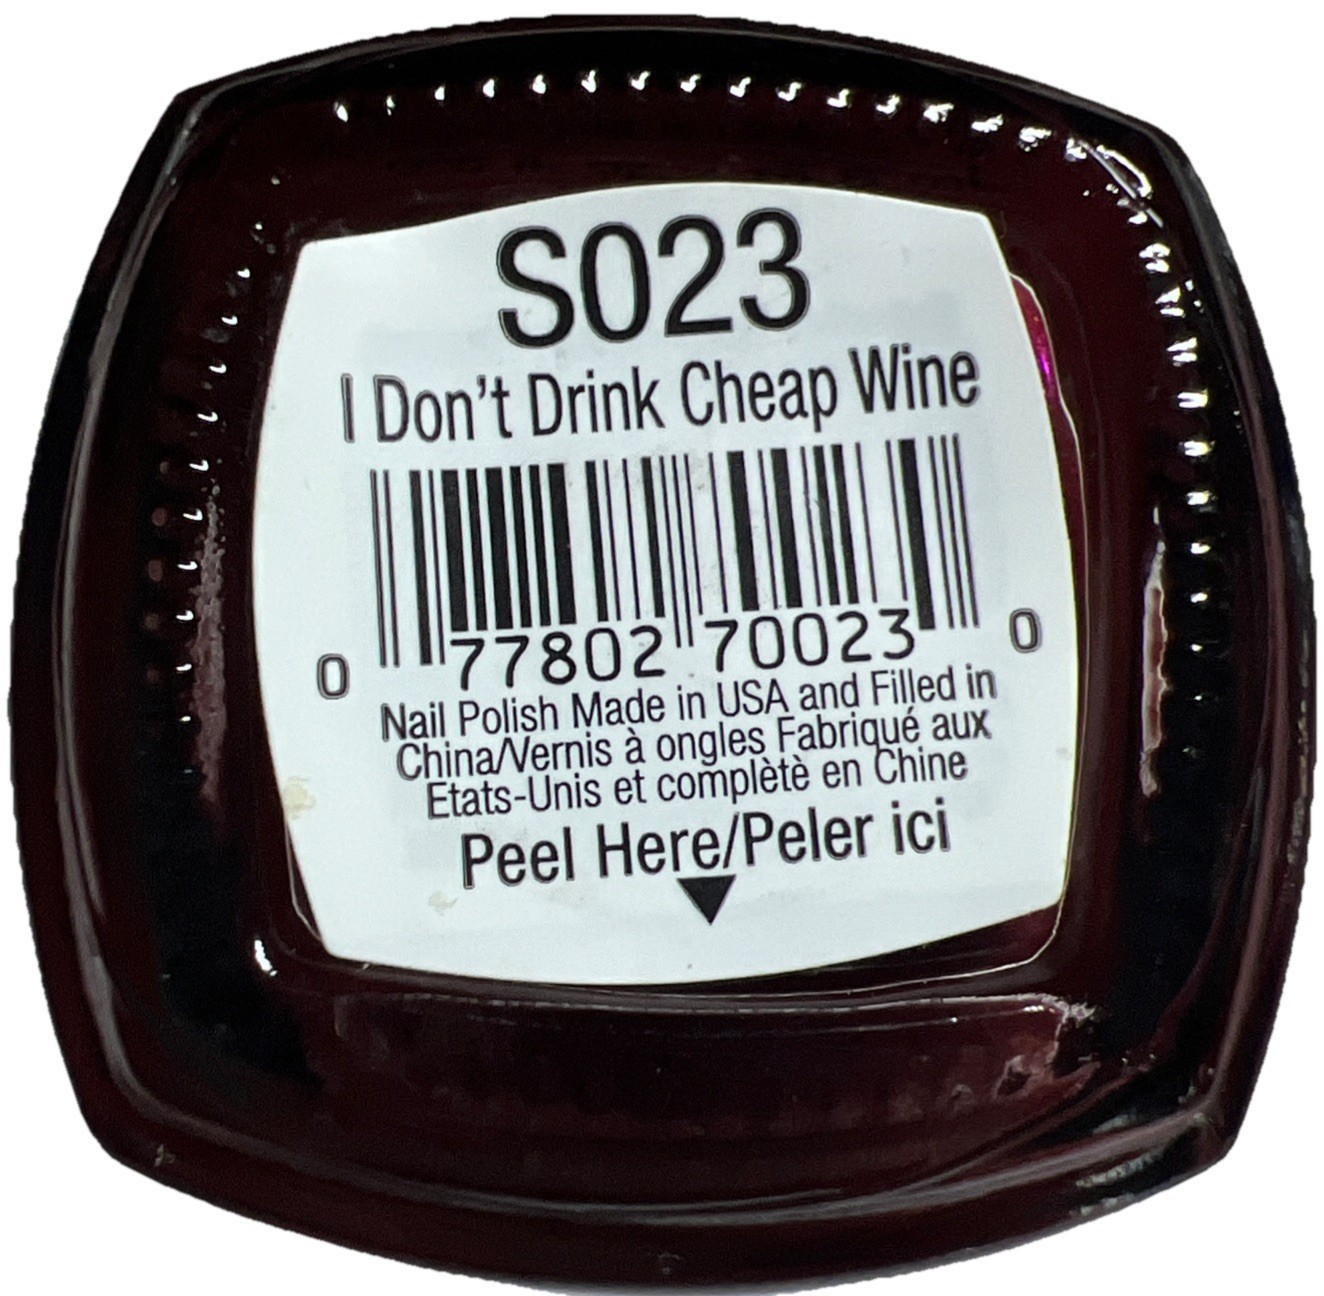 S023
I Don't Drink Cheap Wine
0 77802 70023 0
Nail Polish Made in USA and Filled in
China/Vernis à ongles Fabriqué aux
Etats-Unis et complètè en Chine
Peel Here/Peler ici